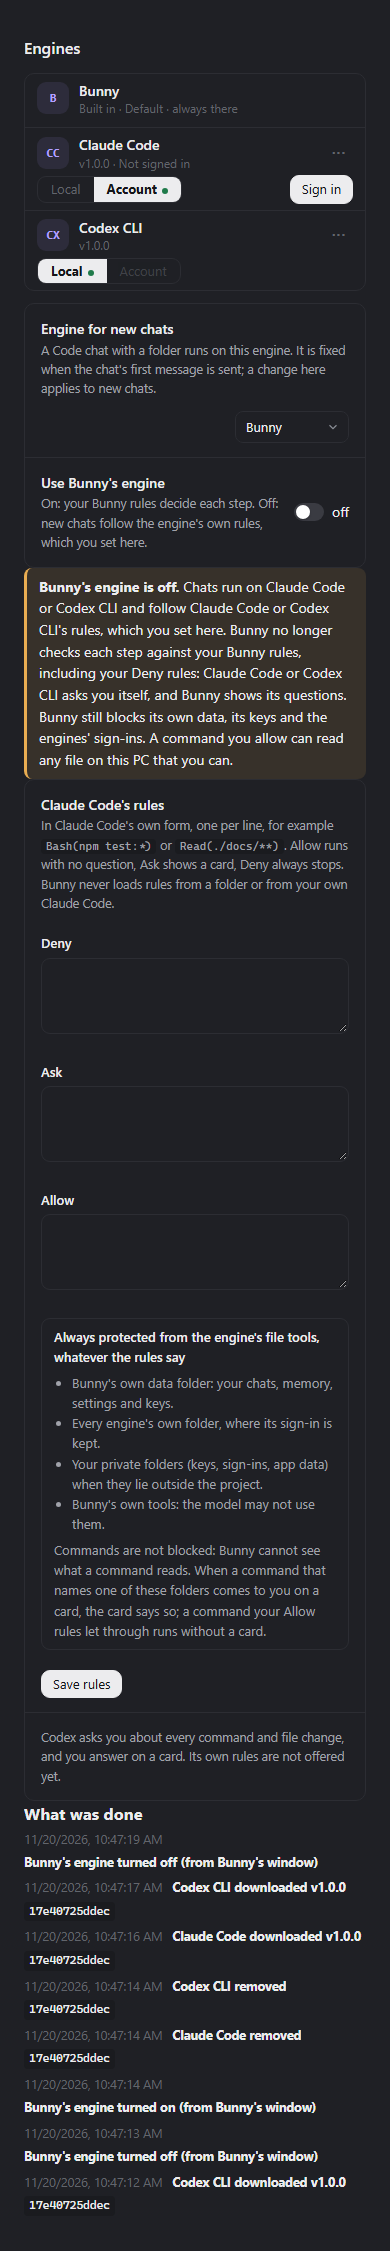 Engines
B
Bunny
Built in · Default · always there
CC
Claude Code
v1.0.0 · Not signed in
Local
Account
Sign in
CX
Codex CLI
v1.0.0
Local
Account
Engine for new chats
A Code chat with a folder runs on this engine. It is fixed
when the chat's first message is sent; a change here
applies to new chats.
Bunny
Use Bunny's engine
On: your Bunny rules decide each step. Off:
new chats follow the engine's own rules,
which you set here.
off
Bunny's engine is off. Chats run on Claude Code
or Codex CLI and follow Claude Code or Codex
CLI's rules, which you set here. Bunny no longer
checks each step against your Bunny rules,
including your Deny rules: Claude Code or Codex
CLI asks you itself, and Bunny shows its questions.
Bunny still blocks its own data, its keys and the
engines' sign-ins. A command you allow can read
any file on this PC that you can.
Claude Code's rules
In Claude Code's own form, one per line, for example
Bash(npm test:*) or Read(./docs/**). Allow runs
with no question, Ask shows a card, Deny always stops.
Bunny never loads rules from a folder or from your own
Claude Code.
Deny
Ask
Allow
Always protected from the engine's file tools,
whatever the rules say
• Bunny's own data folder: your chats, memory,
settings and keys.
• Every engine's own folder, where its sign-in is
kept.
• Your private folders (keys, sign-ins, app data)
when they lie outside the project.
• Bunny's own tools: the model may not use
them.
Commands are not blocked: Bunny cannot see
what a command reads. When a command that
names one of these folders comes to you on a
card, the card says so; a command your Allow
rules let through runs without a card.
Save rules
Codex asks you about every command and file change,
and you answer on a card. Its own rules are not offered
yet.
What was done
11/20/2026, 10:47:19 AM
Bunny's engine turned off (from Bunny's window)
11/20/2026, 10:47:17 AM Codex CLI downloaded v1.0.0
17e40725ddec
11/20/2026, 10:47:16 AM Claude Code downloaded v1.0.0
17e40725ddec
11/20/2026, 10:47:14 AM Codex CLI removed
17e40725ddec
11/20/2026, 10:47:14 AM Claude Code removed
17e40725ddec
11/20/2026, 10:47:14 AM
Bunny's engine turned on (from Bunny's window)
11/20/2026, 10:47:13 AM
Bunny's engine turned off (from Bunny's window)
11/20/2026, 10:47:12 AM Codex CLI downloaded v1.0.0
17e40725ddec